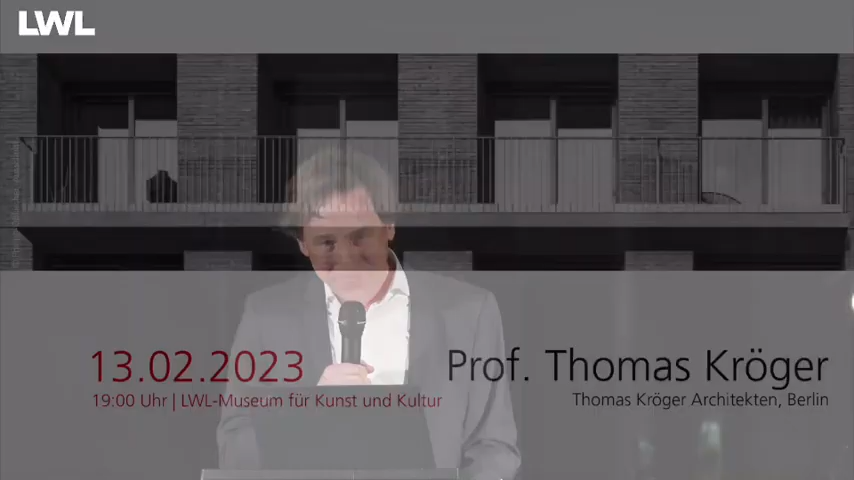 LWL
13.02.2023
Prof. Thomas Kröger
19:00 Uhr | LWL-Museum für Kunst und Kultur
Thomas Kröger Architekten, Berlin